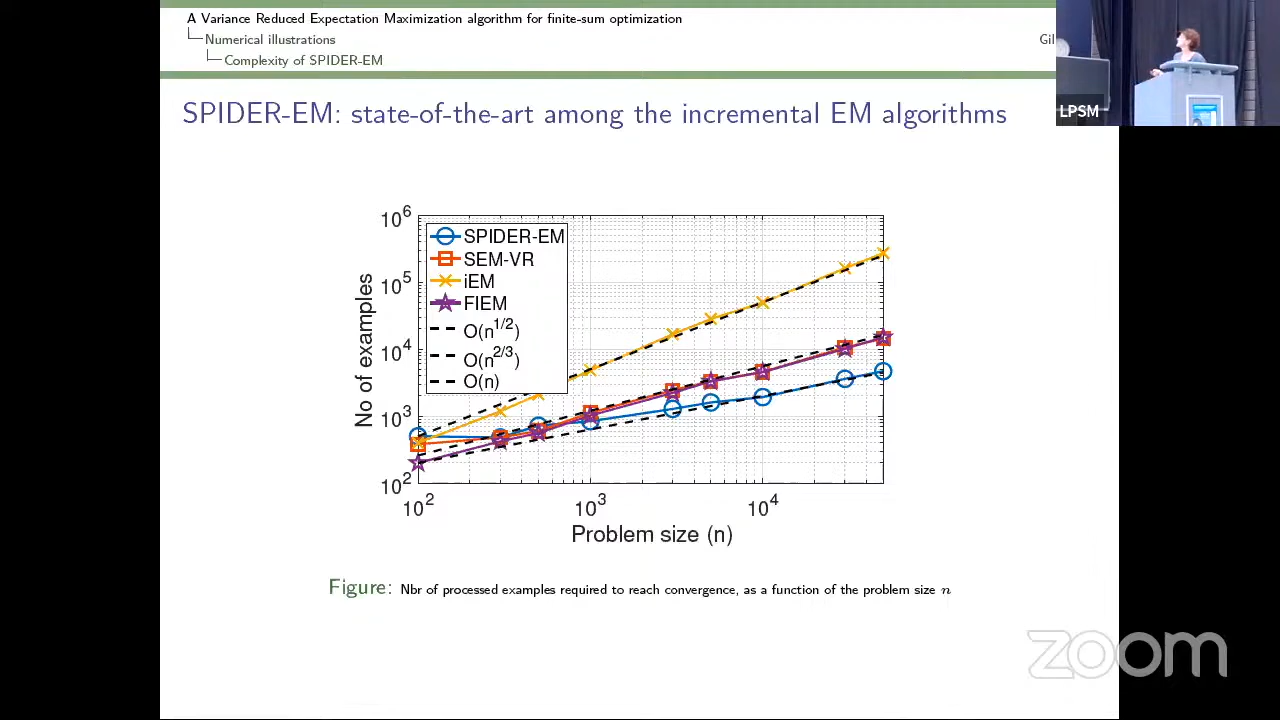 A Variance Reduced Expectation Maximization algorithm for finite-sum optimization
Numerical illustrations
Gil
Complexity of SPIDER-EM
LPSM
SPIDER-EM: state-of-the-art among the incremental EM algorithms
10^6
10^5
10^4
10^3
10^2
No of examples
SPIDER-EM
SEM-VR
iEM
FIEM
O(n^{1/2})
O(n^{2/3})
O(n)
10^2
10^3
10^4
Problem size (n)
Figure: Nbr of processed examples required to reach convergence, as a function of the problem size n
zoom